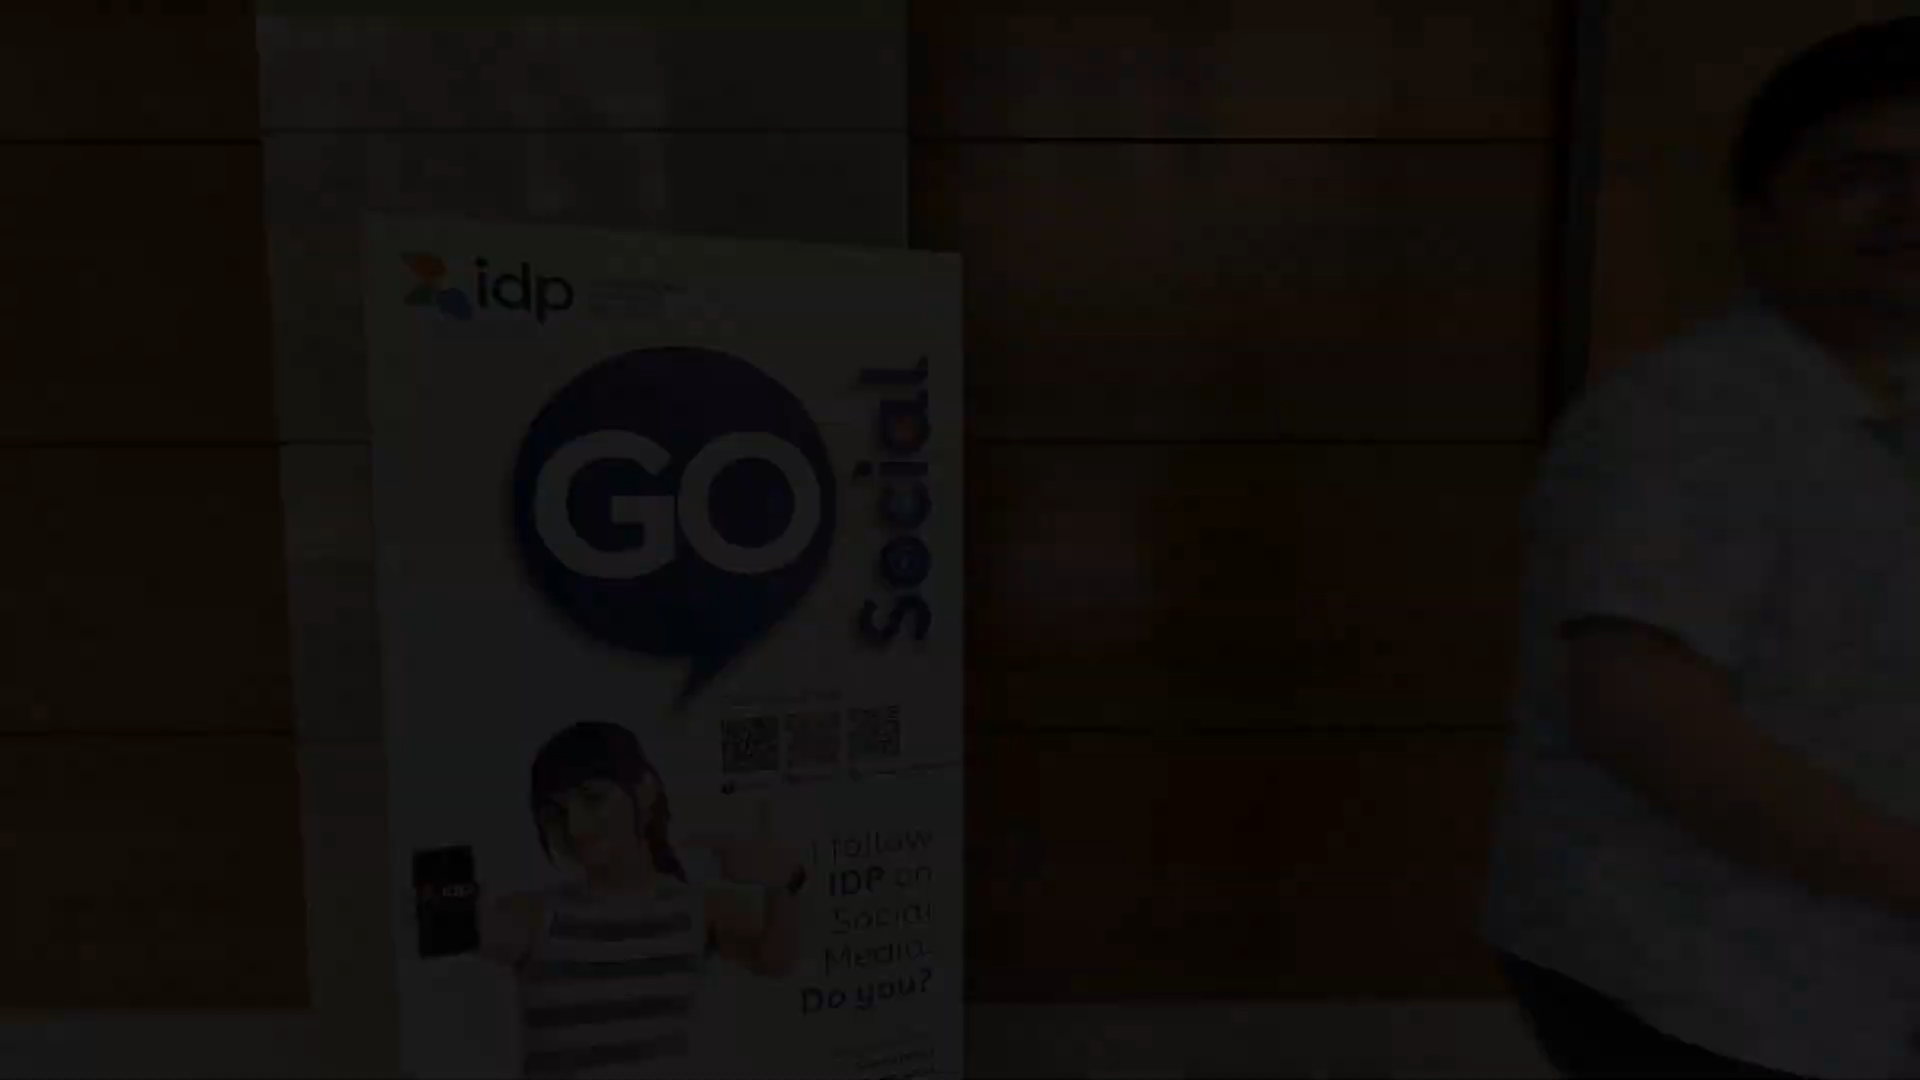 idp
GO
Social
I follow
IDP on
Social
Media.
Do you?